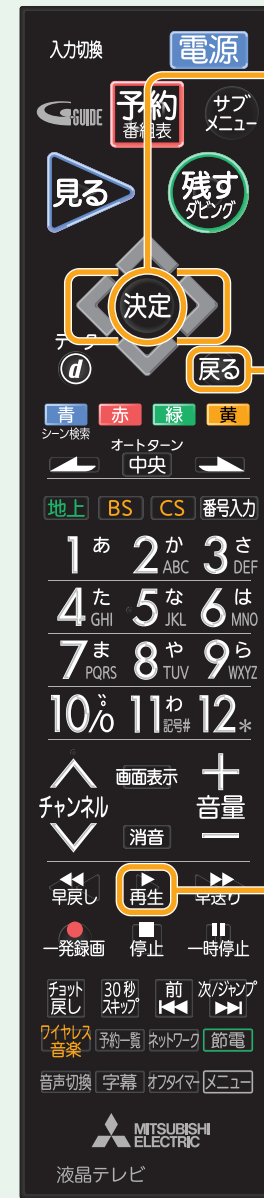 入力切換 電源
G-GUIDE 予約 番組表 サブメニュー
見る 残す ダビング
決定
データ
d 戻る
青 赤 緑 黄
シーン検索
オートターン
中央
地上 BS CS 番号入力
1 あ 2 か ABC 3 さ DEF
4 た GHI 5 な JKL 6 は MNO
7 ま PQRS 8 や TUV 9 ら WXYZ
10/0 ゛゜ 11 わ 記号# 12 *
チャンネル 画面表示 + 音量 −
消音
早戻し 再生 早送り
一発録画 停止 一時停止
チョット戻し 30秒スキップ 前 次/ジャンプ
ワイヤレス音楽 予約一覧 ネットワーク 節電
音声切換 字幕 オフタイマー メニュー
MITSUBISHI
ELECTRIC
液晶テレビ